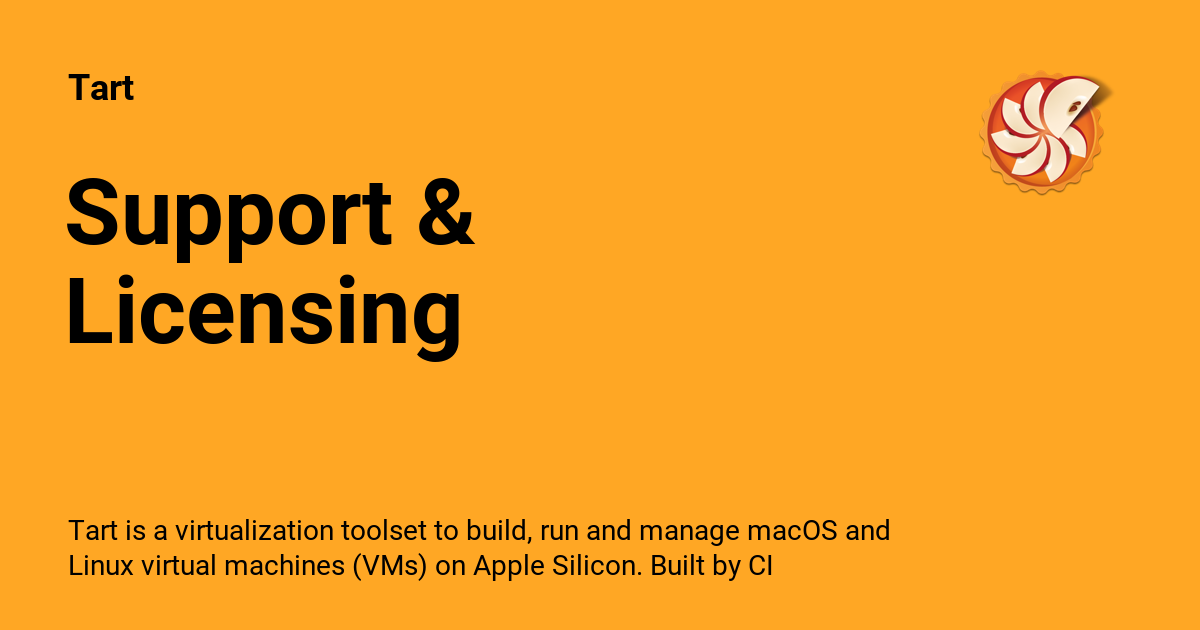 Tart
Support &
Licensing
Tart is a virtualization toolset to build, run and manage macOS and
Linux virtual machines (VMs) on Apple Silicon. Built by CI